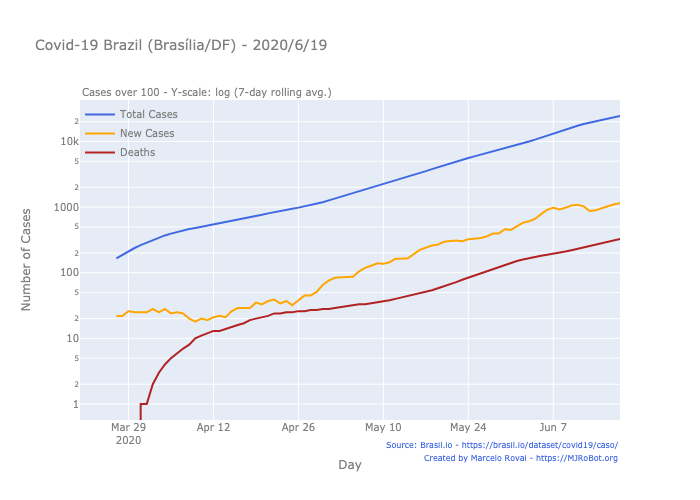 Covid-19 Brazil (Brasília/DF) - 2020/6/19
Cases over 100 - Y-scale: log (7-day rolling avg.)
Total Cases
New Cases
Deaths
2
10k
5
2
1000
5
2
100
5
2
10
5
2
1
Number of Cases
Mar 29
2020
Apr 12
Apr 26
May 10
May 24
Jun 7
Day
Source: Brasil.io - https://brasil.io/dataset/covid19/caso/
Created by Marcelo Rovai - https://MJRoBot.org